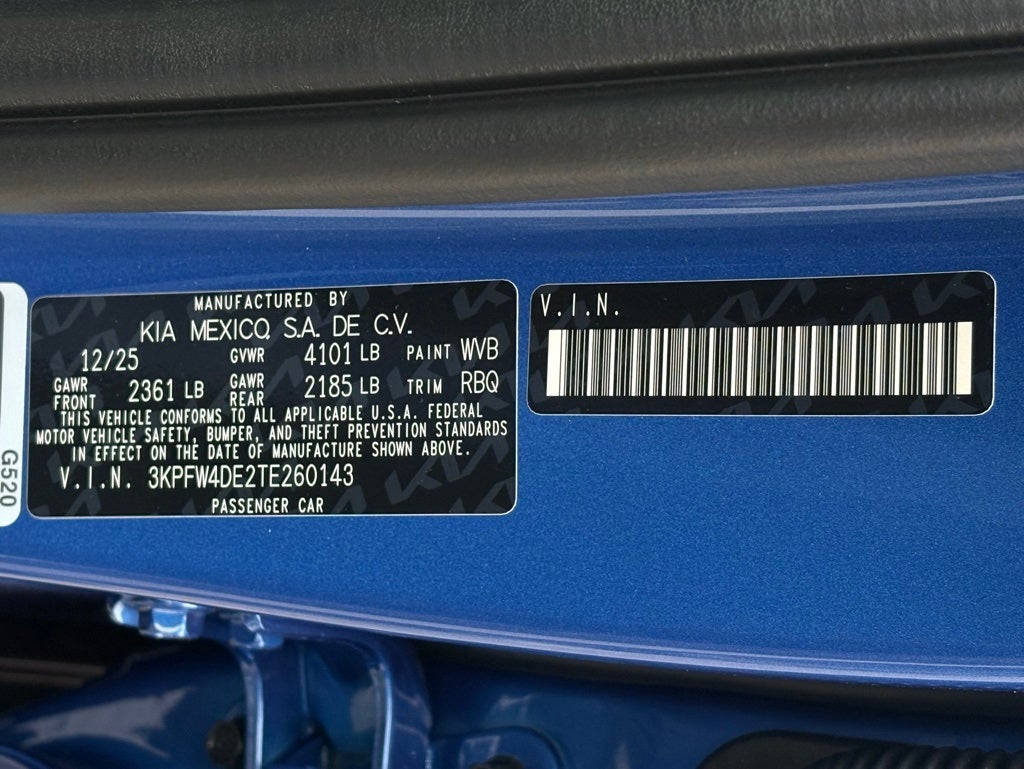 MANUFACTURED BY
KIA MEXICO, S.A. DE C.V.
12/25 GVWR 4101 LB PAINT WVB
GAWR FRONT 2361 LB GAWR REAR 2185 LB TRIM RBQ
THIS VEHICLE CONFORMS TO ALL APPLICABLE U.S.A. FEDERAL
MOTOR VEHICLE SAFETY, BUMPER, AND THEFT PREVENTION STANDARDS
IN EFFECT ON THE DATE OF MANUFACTURE SHOWN ABOVE.
V.I.N. 3KPFW4DE2TE260143
PASSENGER CAR
V.I.N.
G520